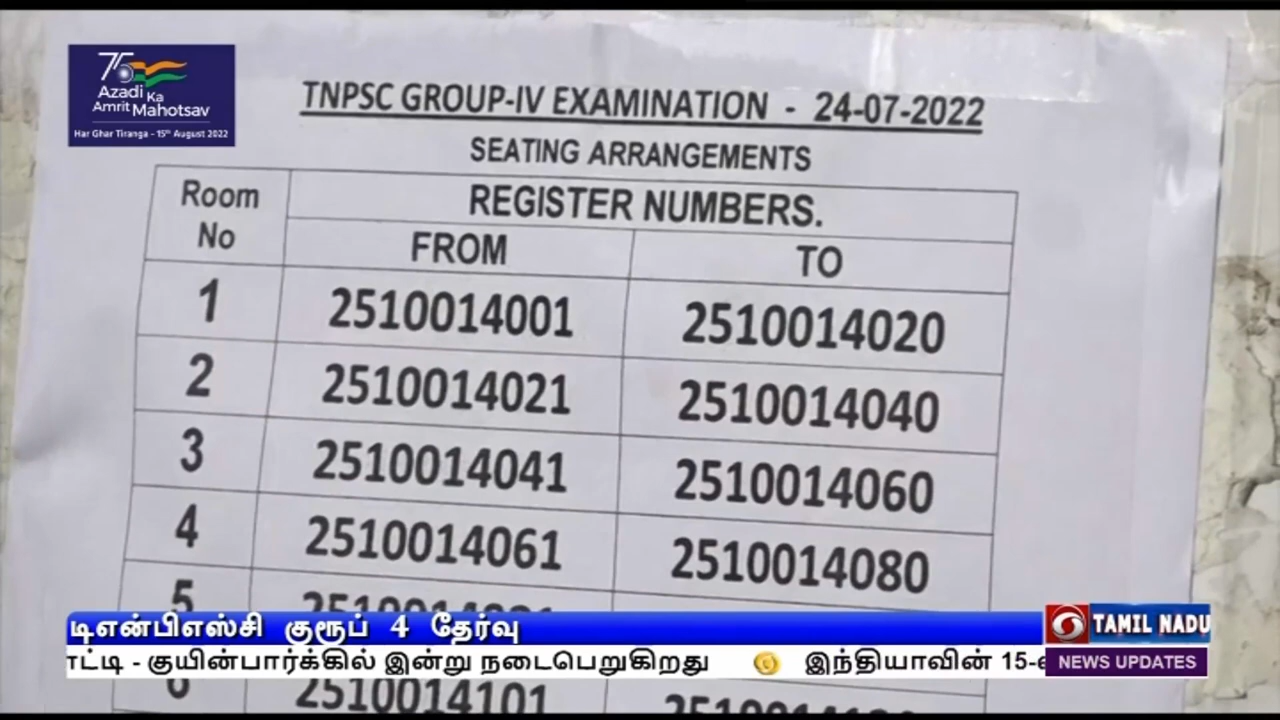 75
Azadi
Ka
Amrit Mahotsav
Har Ghar Tiranga - 15th August 2022
TNPSC GROUP-IV EXAMINATION - 24-07-2022
SEATING ARRANGEMENTS
Room No REGISTER NUMBERS.
FROM TO
1 2510014001 2510014020
2 2510014021 2510014040
3 2510014041 2510014060
4 2510014061 2510014080
5
டிஎன்பிஎஸ்சி குரூப் 4 தேர்வு
TAMIL NADU
- குயின்பார்க்கில் இன்று நடைபெறுகிறது இந்தியாவின்
NEWS UPDATES
6 2510014101